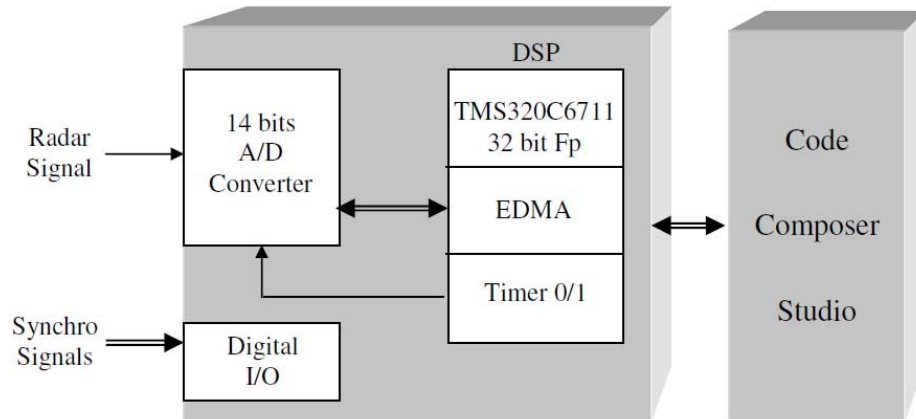 Radar
Signal
Synchro
Signals
14 bits
A/D
Converter
Digital
I/O
DSP
TMS320C6711
32 bit Fp
EDMA
Timer 0/1
Code
Composer
Studio